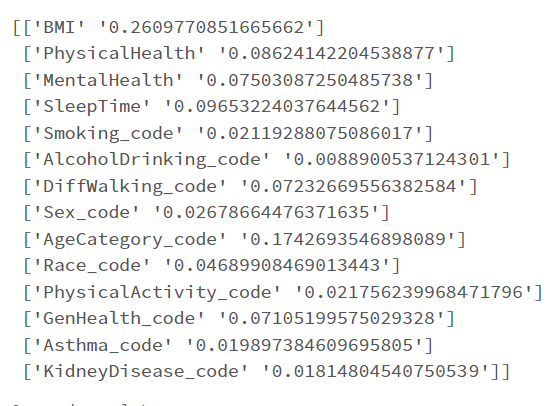 [['BMI' '0.2609770851665662']
['PhysicalHealth' '0.08624142204538877']
['MentalHealth' '0.07503087250485738']
['SleepTime' '0.09653224037644562']
['Smoking_code' '0.02119288075086017']
['AlcoholDrinking_code' '0.0088900537124301']
['DiffWalking_code' '0.07232669556382584']
['Sex_code' '0.02678664476371635']
['AgeCategory_code' '0.1742693546898089']
['Race_code' '0.04689908469013443']
['PhysicalActivity_code' '0.021756239968471796']
['GenHealth_code' '0.07105199575029328']
['Asthma_code' '0.019897384609695805']
['KidneyDisease_code' '0.01814804540750539']]